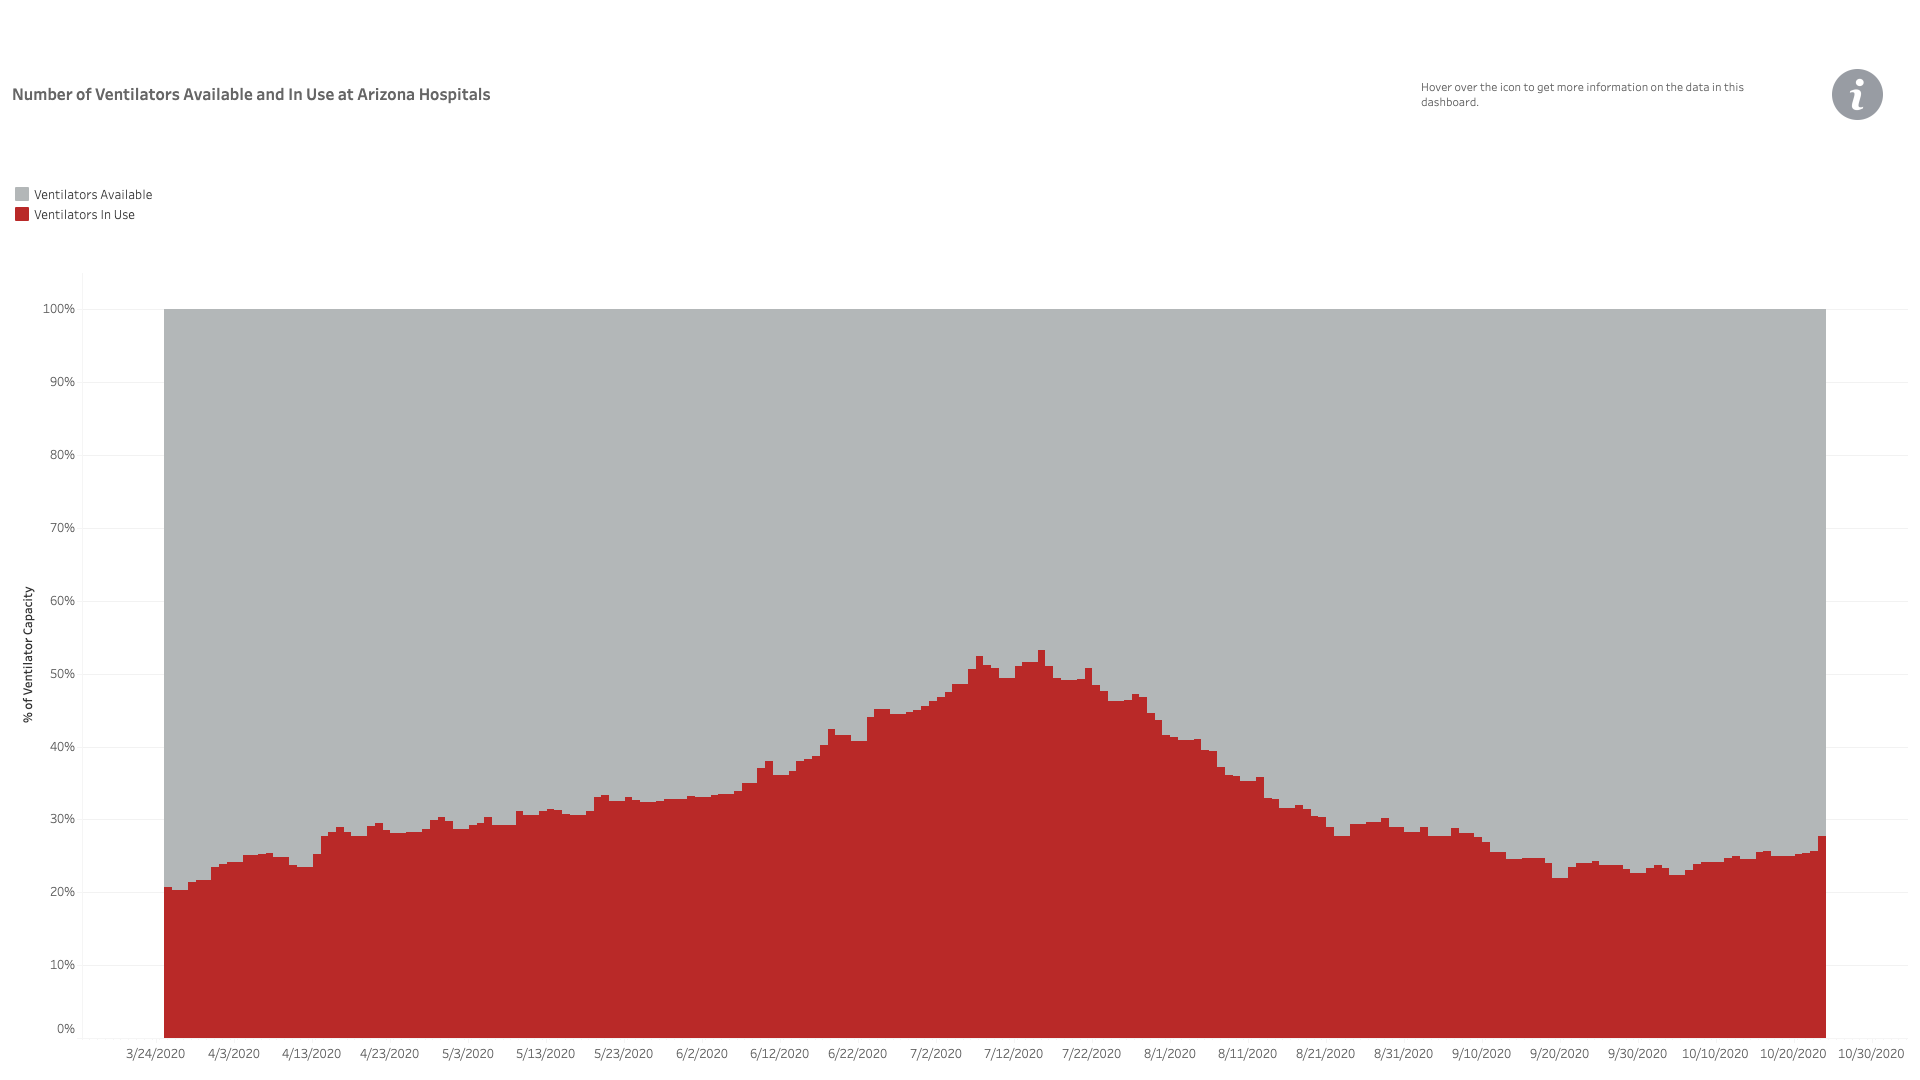 Number of Ventilators Available and In Use at Arizona Hospitals
Hover over the icon to get more information on the data in this
dashboard.
i
Ventilators Available
Ventilators In Use
% of Ventilator Capacity
100%
90%
80%
70%
60%
50%
40%
30%
20%
10%
0%
3/24/2020 4/3/2020 4/13/2020 4/23/2020 5/3/2020 5/13/2020 5/23/2020 6/2/2020 6/12/2020 6/22/2020 7/2/2020 7/12/2020 7/22/2020 8/1/2020 8/11/2020 8/21/2020 8/31/2020 9/10/2020 9/20/2020 9/30/2020 10/10/2020 10/20/2020 10/30/2020